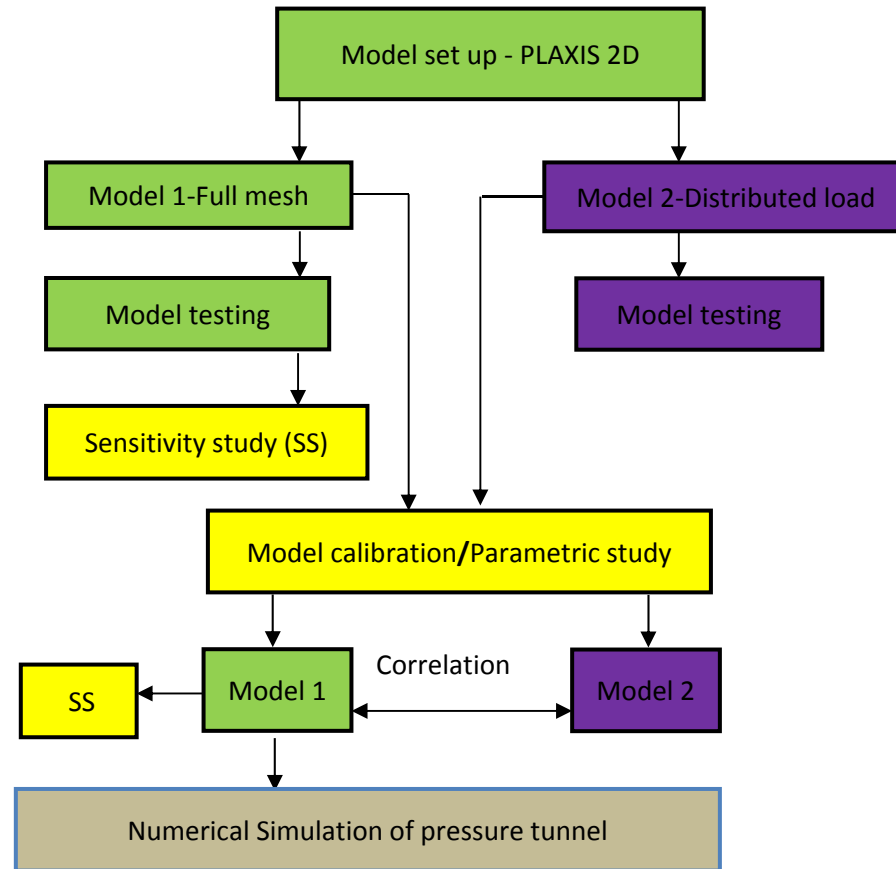 Model set up - PLAXIS 2D
Model 1-Full mesh
Model 2-Distributed load
Model testing
Model testing
Sensitivity study (SS)
Model calibration/Parametric study
Correlation
SS
Model 1
Model 2
Numerical Simulation of pressure tunnel